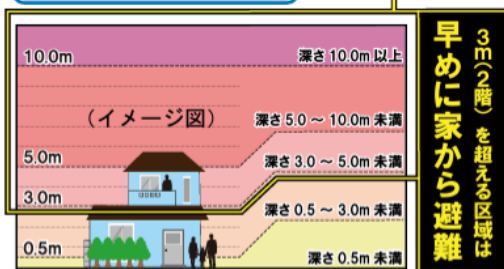 10.0m
深さ 10.0m 以上
（イメージ図）
深さ 5.0 ～ 10.0m 未満
5.0m
深さ 3.0 ～ 5.0m 未満
3.0m
深さ 0.5 ～ 3.0m 未満
0.5m
深さ 0.5m 未満
3m（2階）を超える区域は
早めに家から避難